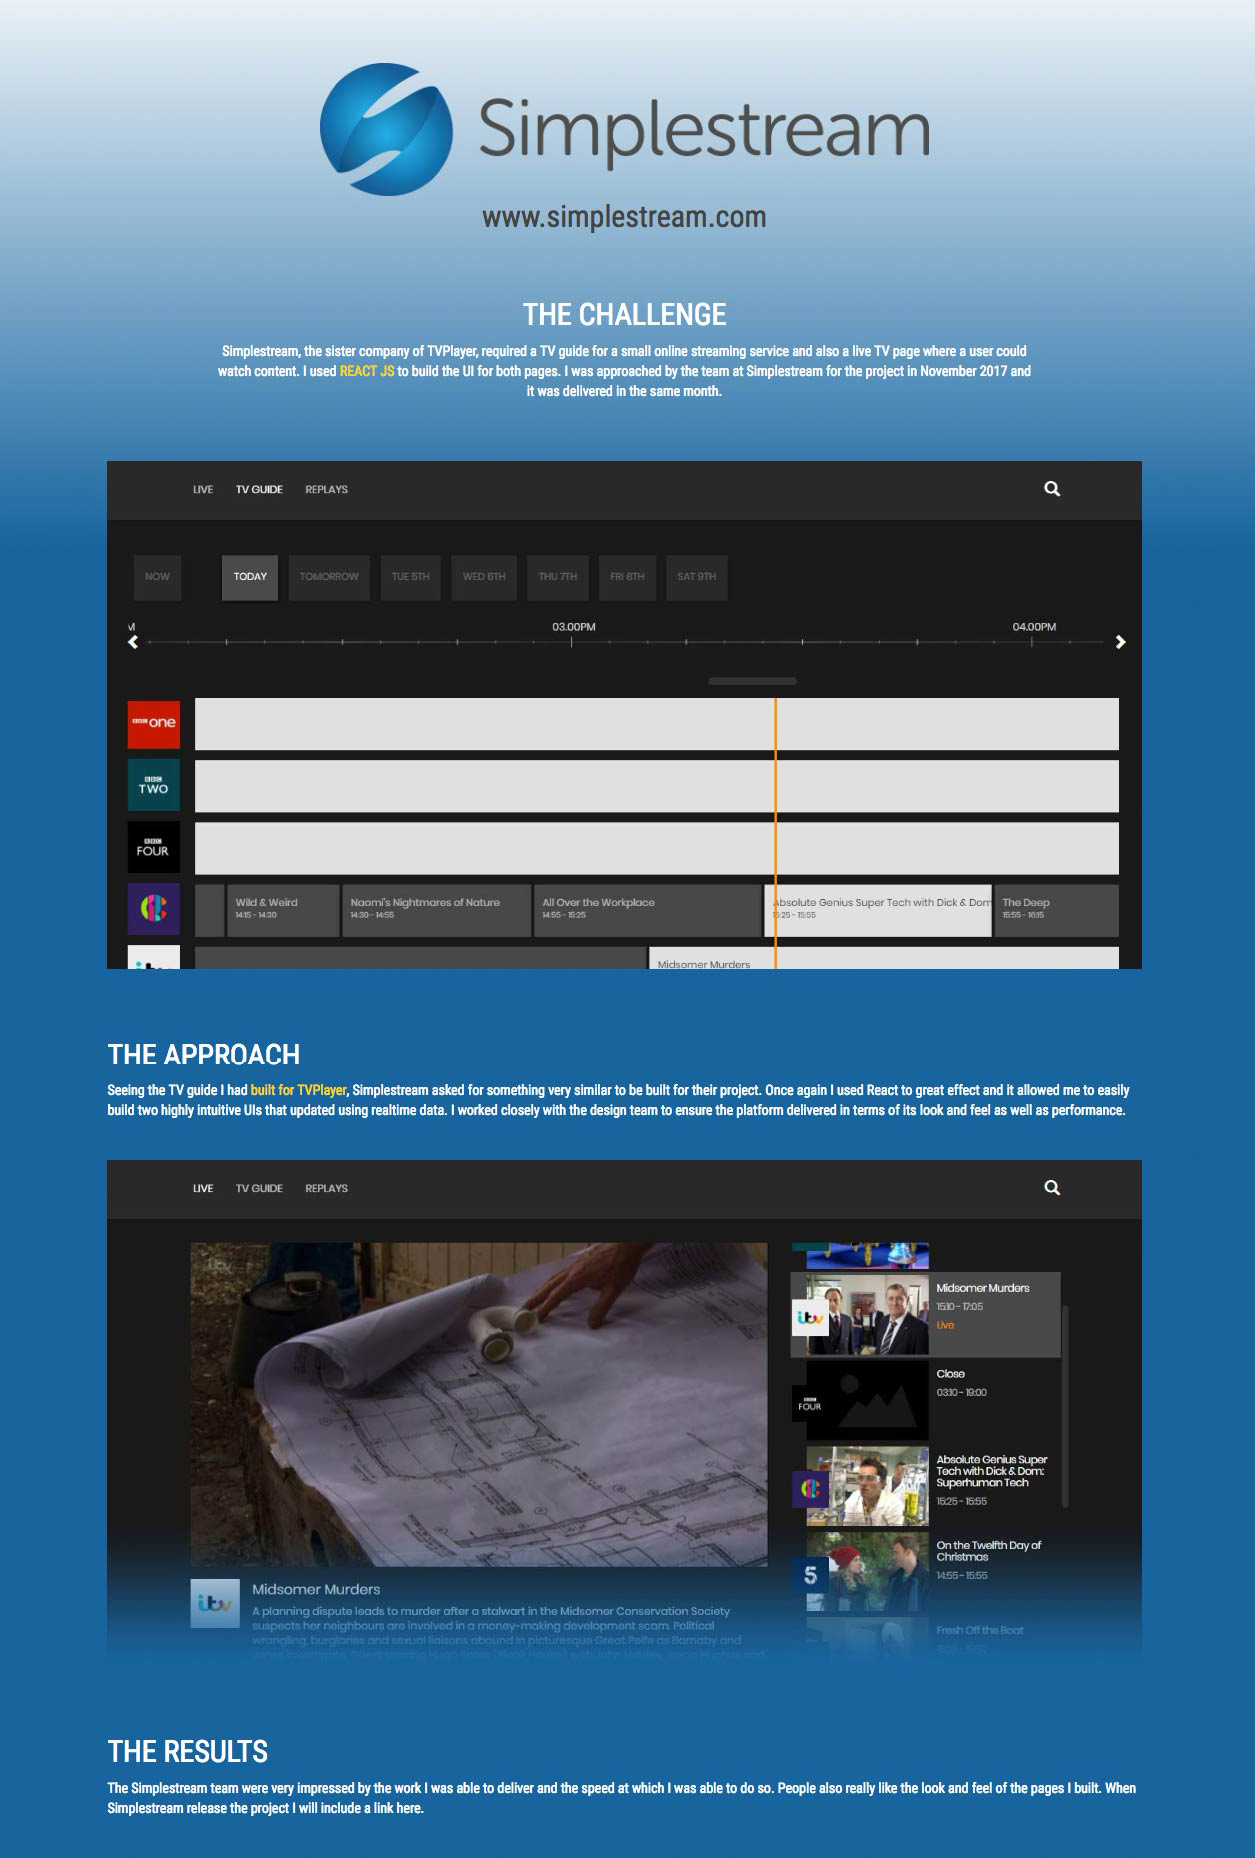 Simplestream
www.simplestream.com
THE CHALLENGE
Simplestream, the sister company of TVPlayer, required a TV guide for a small online streaming service and also a live TV page where a user could
watch content. I used REACT JS to build the UI for both pages. I was approached by the team at Simplestream for the project in November 2017 and
it was delivered in the same month.
LIVE TV GUIDE REPLAYS
NOW TODAY TOMORROW TUE 5TH WED 6TH THU 7TH FRI 8TH SAT 9TH
M 03.00PM 04.00PM
BBC one
BBC
TWO
BBC
FOUR
Wild & Weird Naomi's Nightmares of Nature All Over the Workplace Absolute Genius Super Tech with Dick & Dom The Deep
14:15 - 14:30 14:30 - 14:55 14:55 - 15:25 15:25 - 15:55 15:55 - 16:15
Midsomer Murders
THE APPROACH
Seeing the TV guide I had built for TVPlayer, Simplestream asked for something very similar to be built for their project. Once again I used React to great effect and it allowed me to easily
build two highly intuitive UIs that updated using realtime data. I worked closely with the design team to ensure the platform delivered in terms of its look and feel as well as performance.
LIVE TV GUIDE REPLAYS
itv
Midsomer Murders
15:10 - 17:05
Live
itv
Close
03:10 - 19:00
BBC
FOUR
Absolute Genius Super
Tech with Dick & Dom:
Superhuman Tech
15:25 - 15:55
On the Twelfth Day of
Christmas
14:55 - 15:55
5
Fresh Off the Boat
itv
Midsomer Murders
A planning dispute leads to murder after a stalwart in the Midsomer Conservation Society
suspects her neighbours are involved in a money-making development scam. Political
wrangling, burglaries and sexual liaisons abound in picturesque Great Pelfe as Barnaby and
THE RESULTS
The Simplestream team were very impressed by the work I was able to deliver and the speed at which I was able to do so. People also really like the look and feel of the pages I built. When
Simplestream release the project I will include a link here.